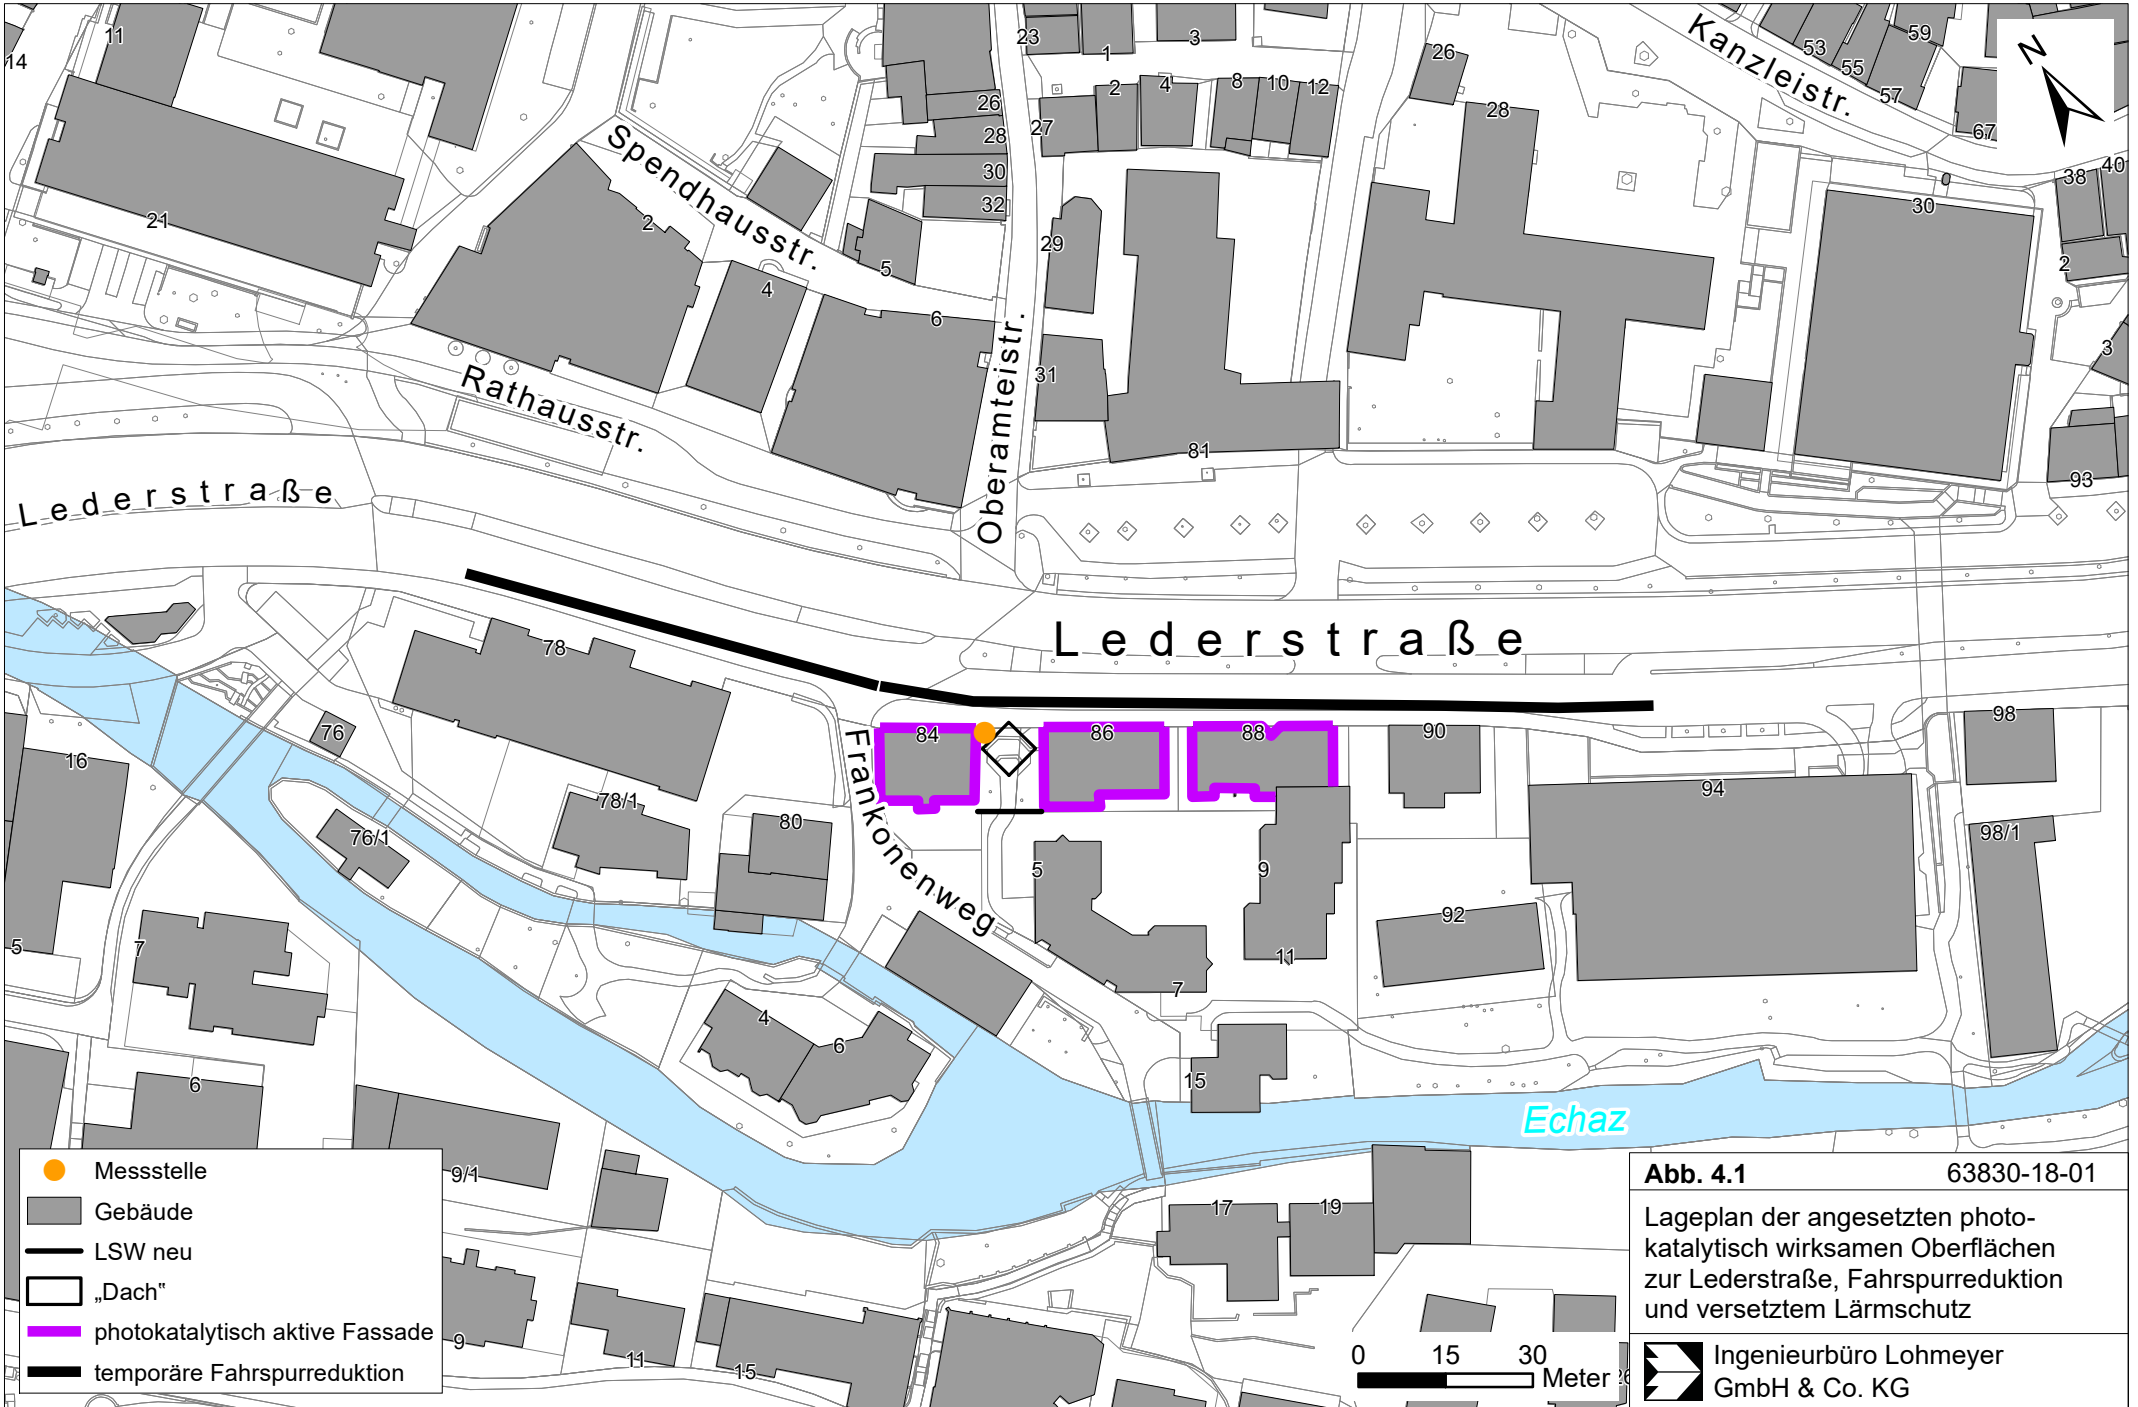 11
14
21
2
Spendhausstr.
4
5
6
26
28
30
32
23
1
3
2
4
8
10
12
27
29
31
Oberamteistr.
81
26
28
Kanzleistr.
53
55
57
59
67
N
40
38
30
2
3
93
Rathausstr.
Lederstraße
Lederstraße
78
76
16
76/1
78/1
80
84
86
88
90
94
98
98/1
Frankonenweg
5
9
92
11
7
5
7
4
6
15
6
Echaz
9/1
17
19
9
11
15
26
Messstelle
Gebäude
LSW neu
„Dach“
photokatalytisch aktive Fassade
temporäre Fahrspurreduktion
0 15 30
Meter
Abb. 4.1 63830-18-01
Lageplan der angesetzten photo-
katalytisch wirksamen Oberflächen
zur Lederstraße, Fahrspurreduktion
und versetztem Lärmschutz
Ingenieurbüro Lohmeyer
GmbH & Co. KG